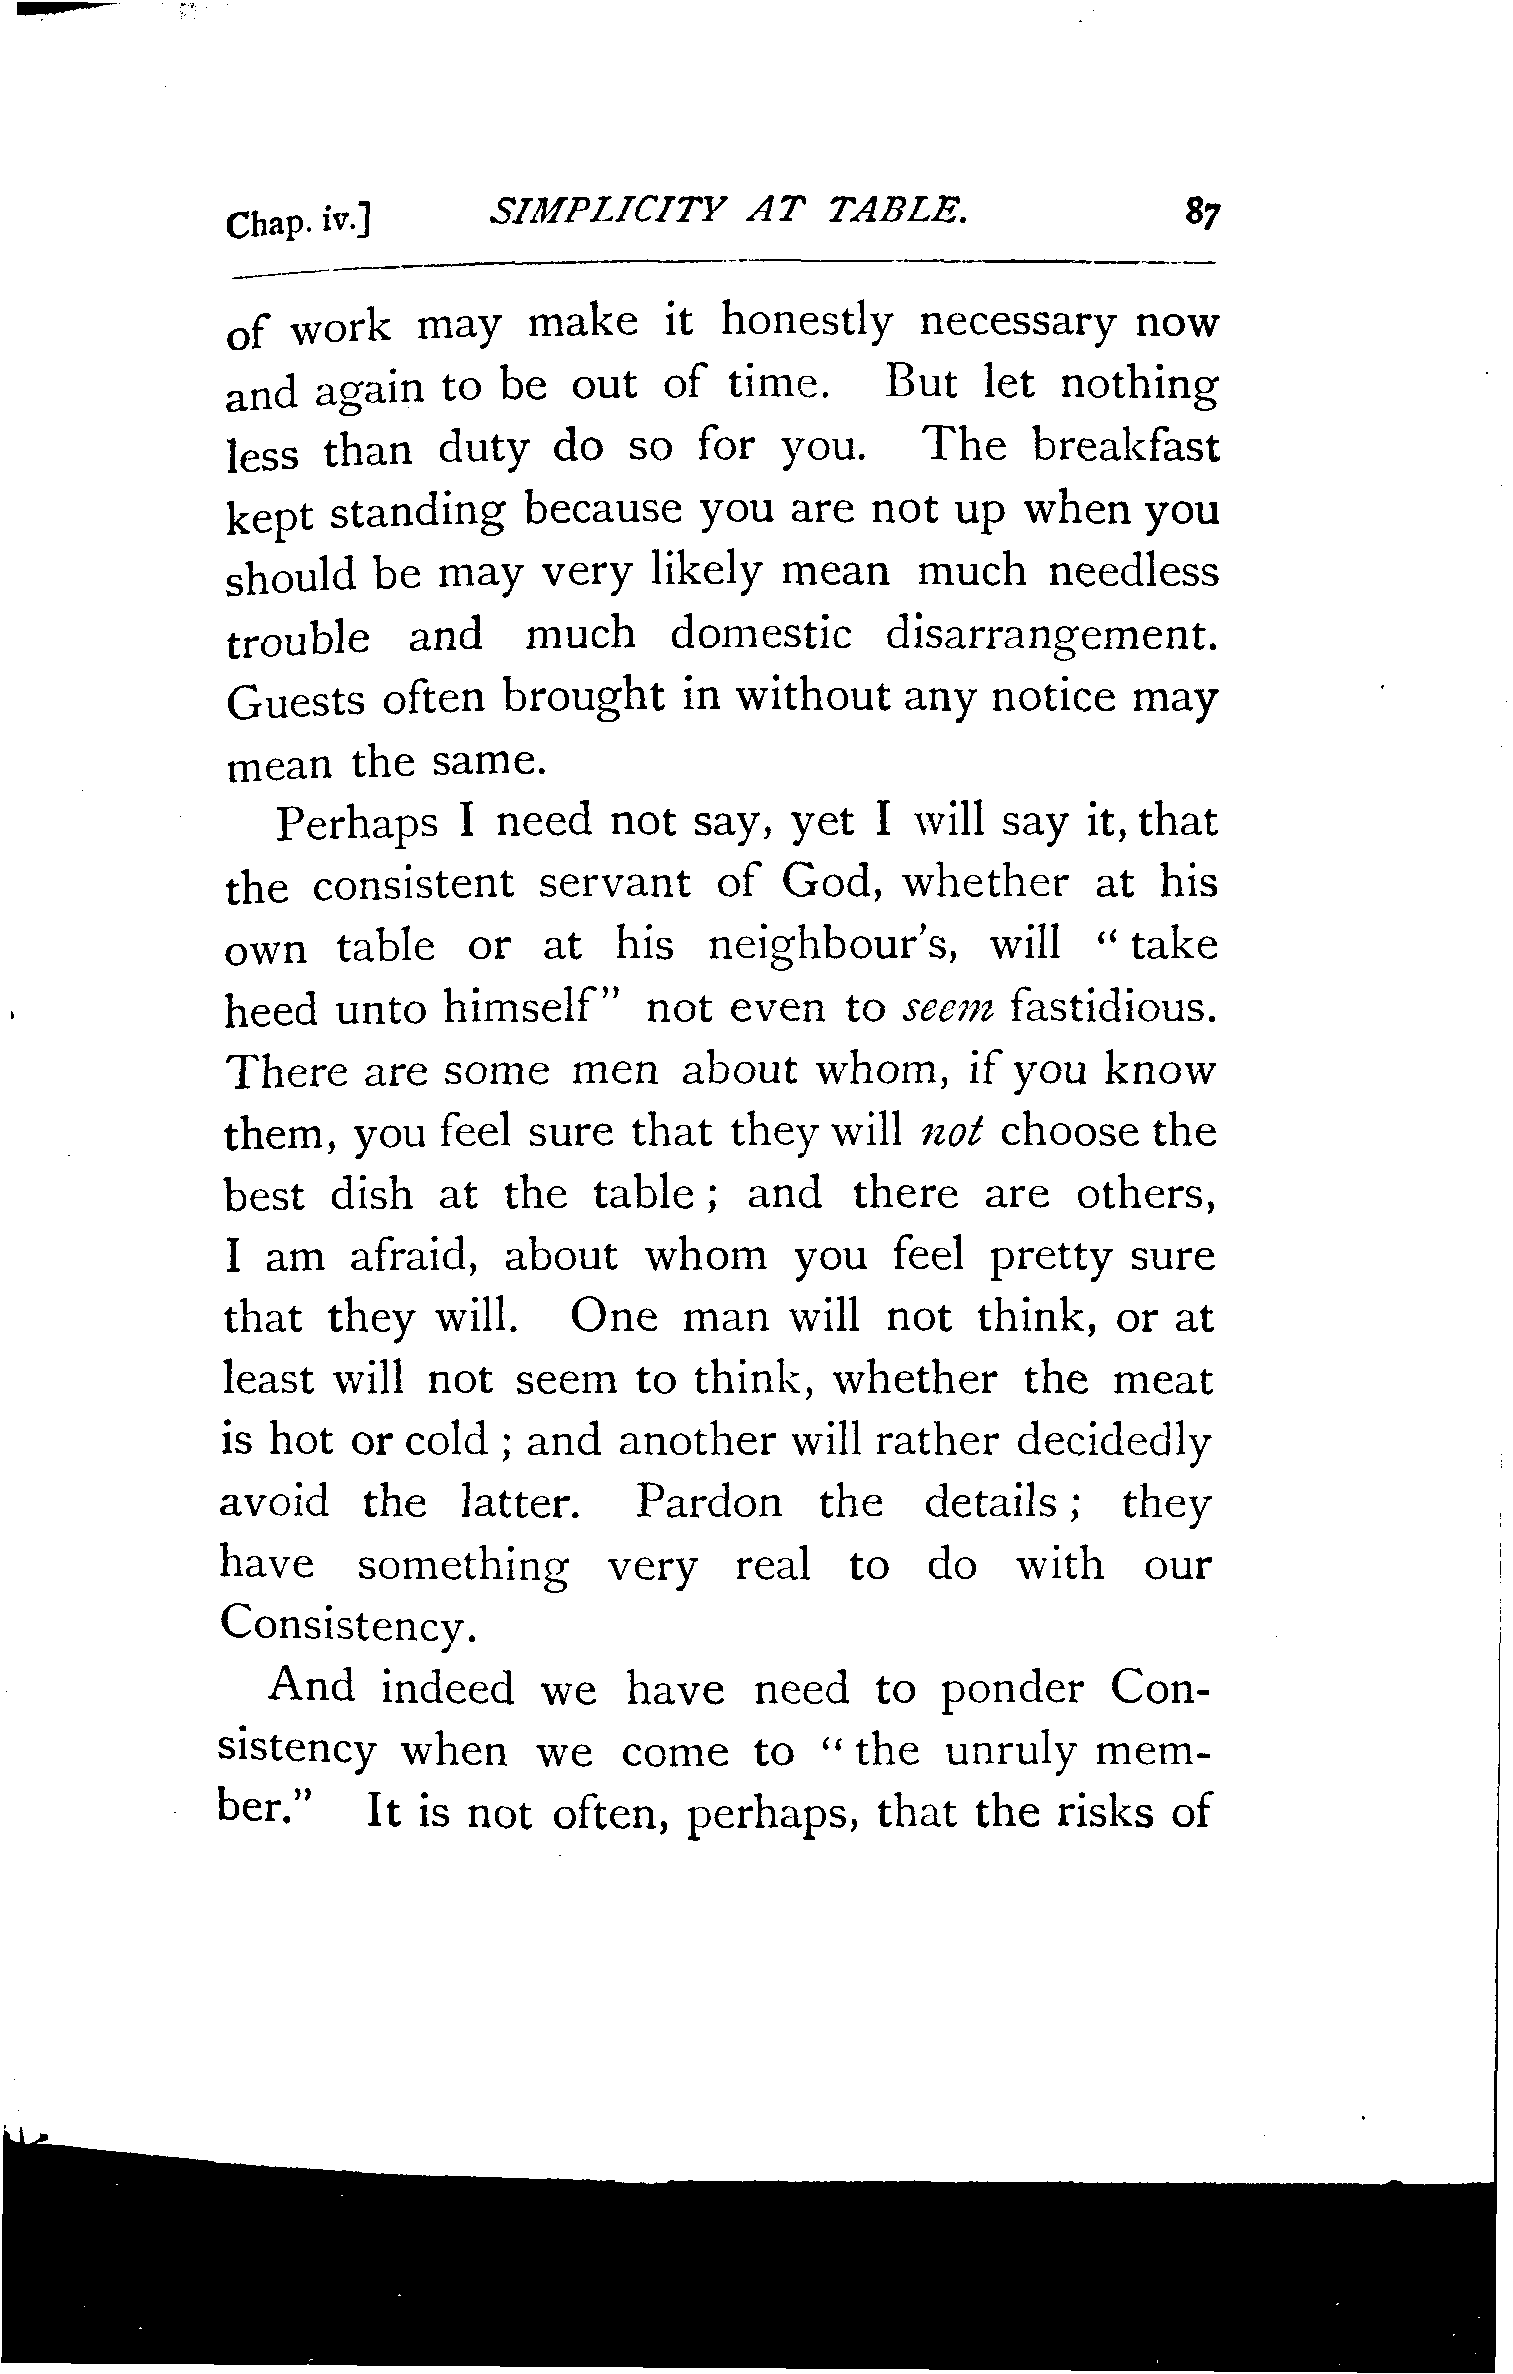 Chap. iv.] SIMPLICITY AT TABLE. 87
of work may make it honestly necessary now
and again to be out of time. But let nothing
less than duty do so for you. The breakfast
kept standing because you are not up when you
should be may very likely mean much needless
trouble and much domestic disarrangement.
Guests often brought in without any notice may
mean the same.
Perhaps I need not say, yet I will say it, that
the consistent servant of God, whether at his
own table or at his neighbour's, will “ take
heed unto himself” not even to seem fastidious.
There are some men about whom, if you know
them, you feel sure that they will not choose the
best dish at the table ; and there are others,
I am afraid, about whom you feel pretty sure
that they will. One man will not think, or at
least will not seem to think, whether the meat
is hot or cold ; and another will rather decidedly
avoid the latter. Pardon the details ; they
have something very real to do with our
Consistency.
And indeed we have need to ponder Con-
sistency when we come to “ the unruly mem-
ber.” It is not often, perhaps, that the risks of